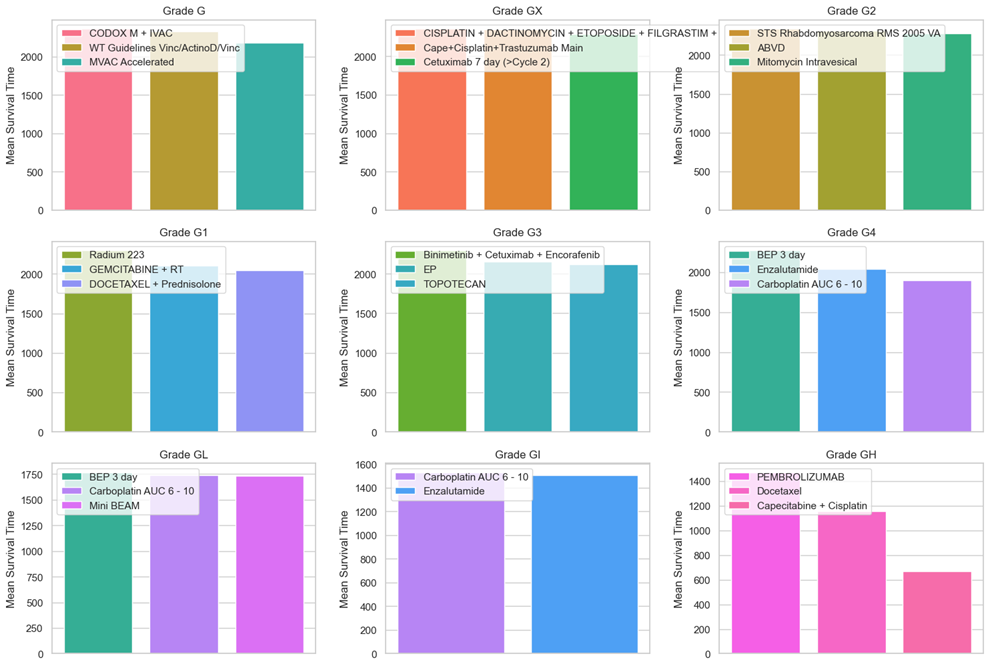 Grade G
Mean Survival Time
2000
1500
1000
500
0
CODOX M + IVAC
WT Guidelines Vinc/ActinoD/Vinc
MVAC Accelerated
Grade GX
Mean Survival Time
2000
1500
1000
500
0
CISPLATIN + DACTINOMYCIN + ETOPOSIDE + FILGRASTIM +
Cape+Cisplatin+Trastuzumab Main
Cetuximab 7 day (>Cycle 2)
Grade G2
Mean Survival Time
2000
1500
1000
500
0
STS Rhabdomyosarcoma RMS 2005 VA
ABVD
Mitomycin Intravesical
Grade G1
Mean Survival Time
2000
1500
1000
500
0
Radium 223
GEMCITABINE + RT
DOCETAXEL + Prednisolone
Grade G3
Mean Survival Time
2000
1500
1000
500
0
Binimetinib + Cetuximab + Encorafenib
EP
TOPOTECAN
Grade G4
Mean Survival Time
2000
1500
1000
500
0
BEP 3 day
Enzalutamide
Carboplatin AUC 6 - 10
Grade GL
Mean Survival Time
1750
1500
1250
1000
750
500
250
0
BEP 3 day
Carboplatin AUC 6 - 10
Mini BEAM
Grade GI
Mean Survival Time
1600
1400
1200
1000
800
600
400
200
0
Carboplatin AUC 6 - 10
Enzalutamide
Grade GH
Mean Survival Time
1400
1200
1000
800
600
400
200
0
PEMBROLIZUMAB
Docetaxel
Capecitabine + Cisplatin